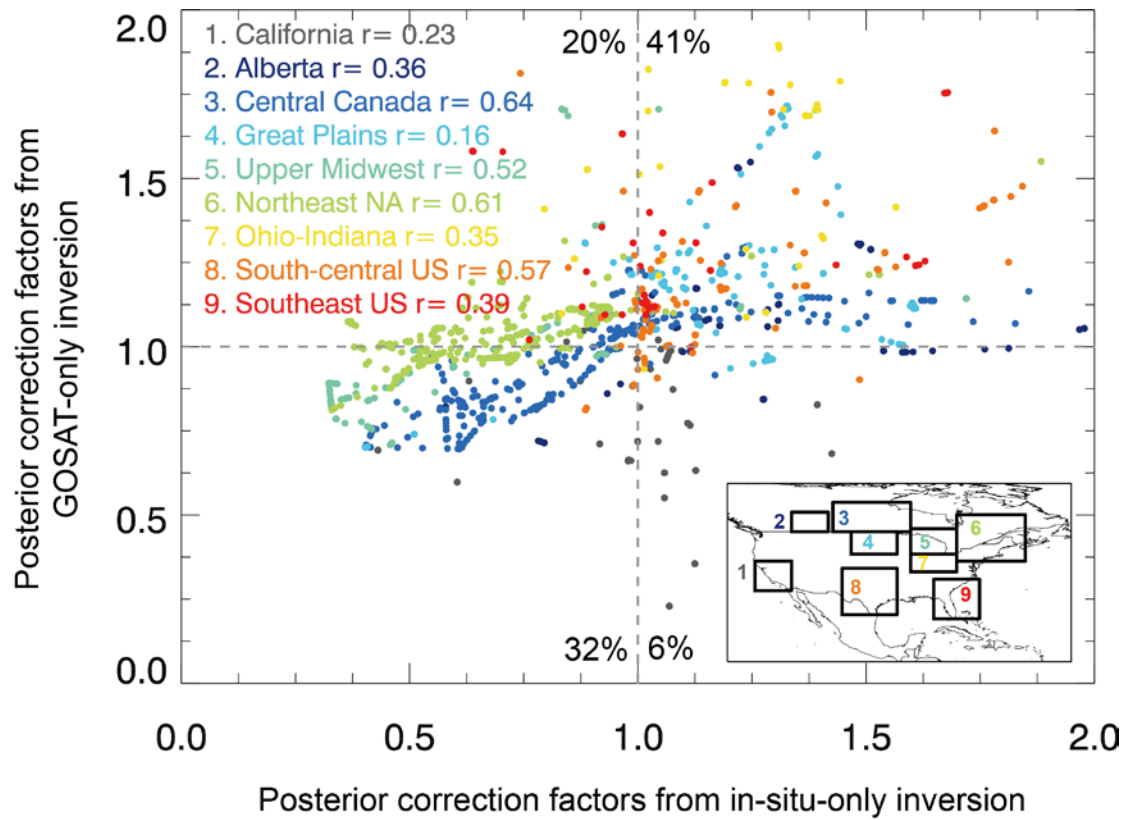 2.0
1.5
1.0
0.5
0.0
Posterior correction factors from
GOSAT-only inversion
1. California r= 0.23
2. Alberta r= 0.36
3. Central Canada r= 0.64
4. Great Plains r= 0.16
5. Upper Midwest r= 0.52
6. Northeast NA r= 0.61
7. Ohio-Indiana r= 0.35
8. South-central US r= 0.57
9. Southeast US r= 0.39
20% 41%
32% 6%
2 3 6
4 5
7
1 8 9
0.0 0.5 1.0 1.5 2.0
Posterior correction factors from in-situ-only inversion